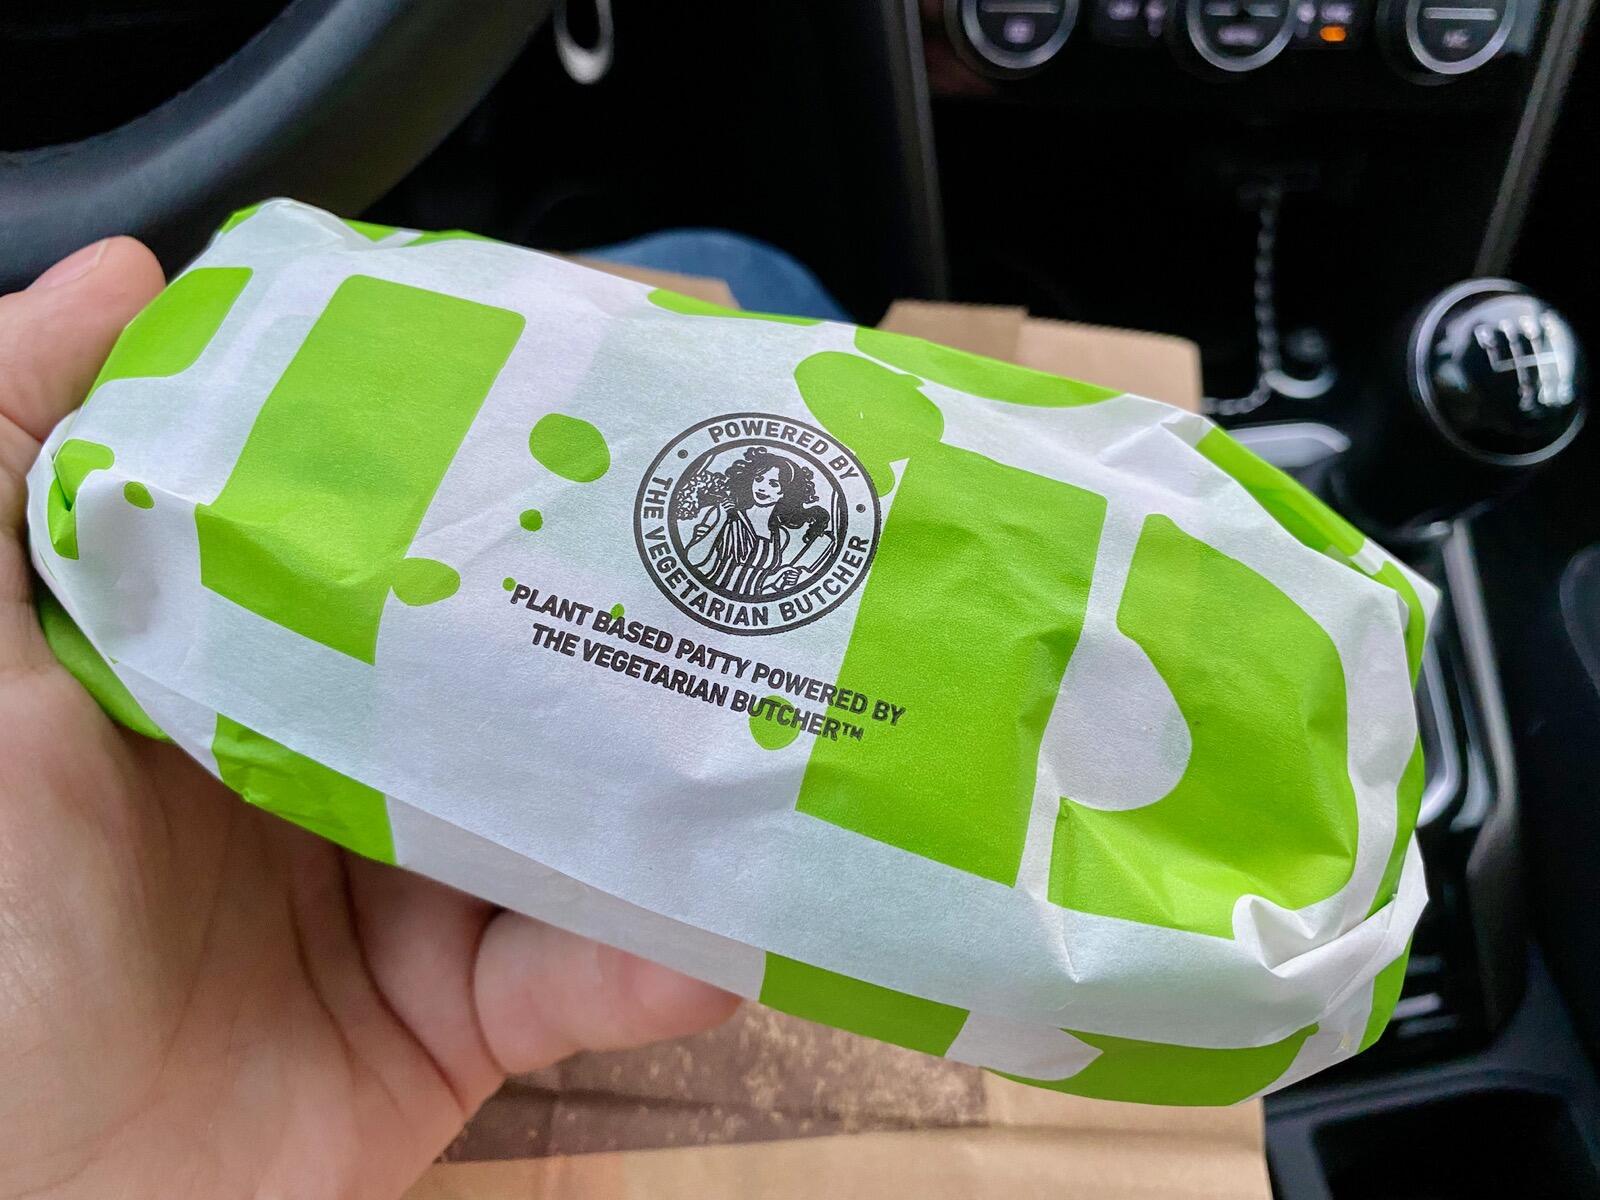 POWERED BY
THE VEGETARIAN BUTCHER
PLANT BASED PATTY POWERED BY
THE VEGETARIAN BUTCHER™